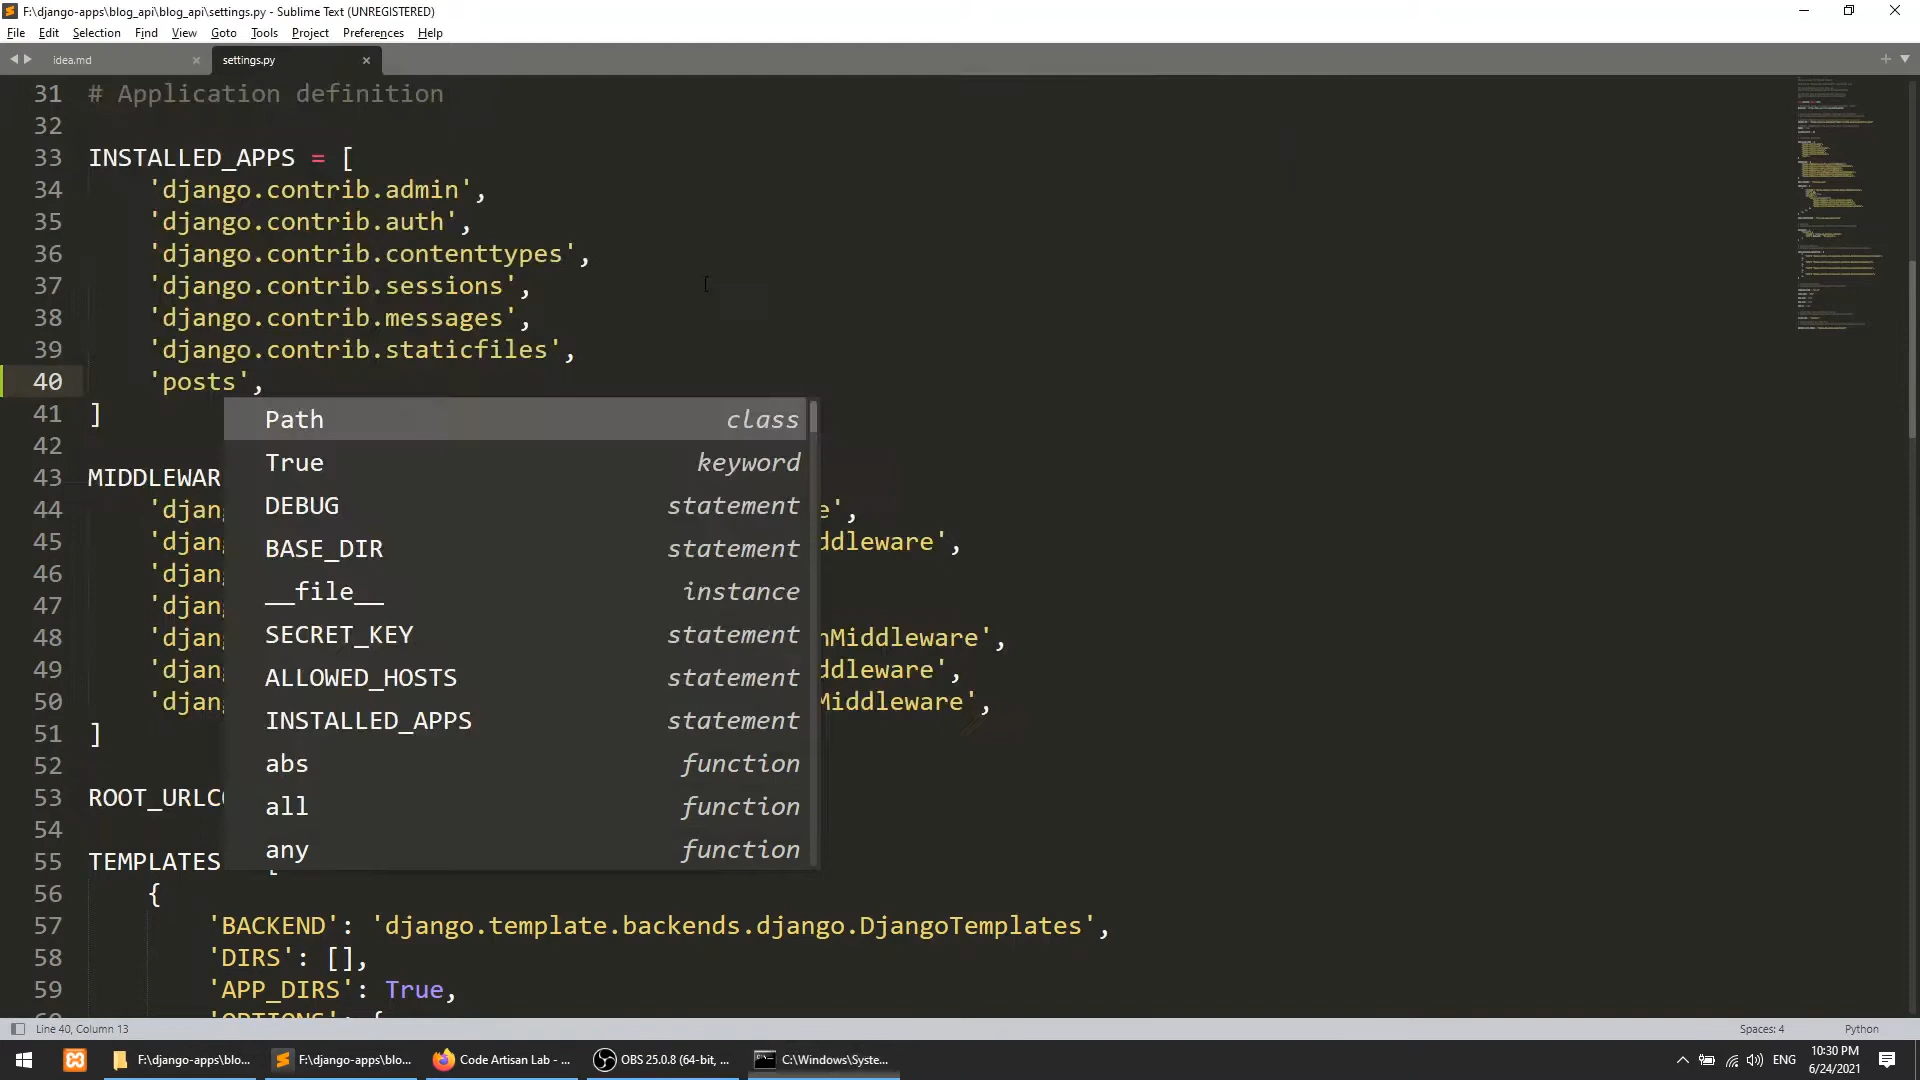 F:\django-apps\blog_api\blog_api\settings.py - Sublime Text (UNREGISTERED)
File Edit Selection Find View Goto Tools Project Preferences Help
idea.md × settings.py ×
31 # Application definition
32
33 INSTALLED_APPS = [
34 'django.contrib.admin',
35 'django.contrib.auth',
36 'django.contrib.contenttypes',
37 'django.contrib.sessions',
38 'django.contrib.messages',
39 'django.contrib.staticfiles',
40 'posts',
41 ]
Path class
42
43 MIDDLEWAR
True keyword
44 'djan e',
DEBUG statement
45 'djan ddleware',
BASE_DIR statement
46 'djan
__file__ instance
47 'djan
48 'djan nMiddleware',
SECRET_KEY statement
49 'djan ddleware',
ALLOWED_HOSTS statement
50 'djan Middleware',
INSTALLED_APPS statement
51 ]
52
abs function
53 ROOT_URLC
all function
54
any function
55 TEMPLATES [
56 {
57 'BACKEND': 'django.template.backends.django.DjangoTemplates',
58 'DIRS': [],
59 'APP_DIRS': True,
60 'OPTIONS': {
Line 40, Column 13 Spaces: 4 Python
F:\django-apps\blo... F:\django-apps\blo... Code Artisan Lab - ... OBS 25.0.8 (64-bit, ... C:\Windows\Syste... ENG 10:30 PM
6/24/2021